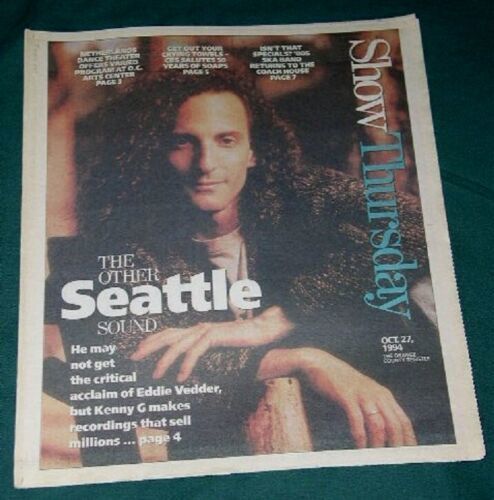 NETHERLANDS
DANCE THEATER
OFFERS VARIED
PROGRAM AT O.C.
ARTS CENTER
PAGE 3
GET OUT YOUR
CRYING TOWELS –
CBS SALUTES 50
YEARS OF SOAPS
PAGE 5
ISN'T THAT
SPECIALS? '80S
SKA BAND
RETURNS TO THE
COACH HOUSE
PAGE 7
Show Thursday
THE
OTHER
Seattle
SOUND
He may
not get
the critical
acclaim of Eddie Vedder,
but Kenny G makes
recordings that sell
millions ... page 4
OCT. 27,
1994
THE ORANGE
COUNTY REGISTER